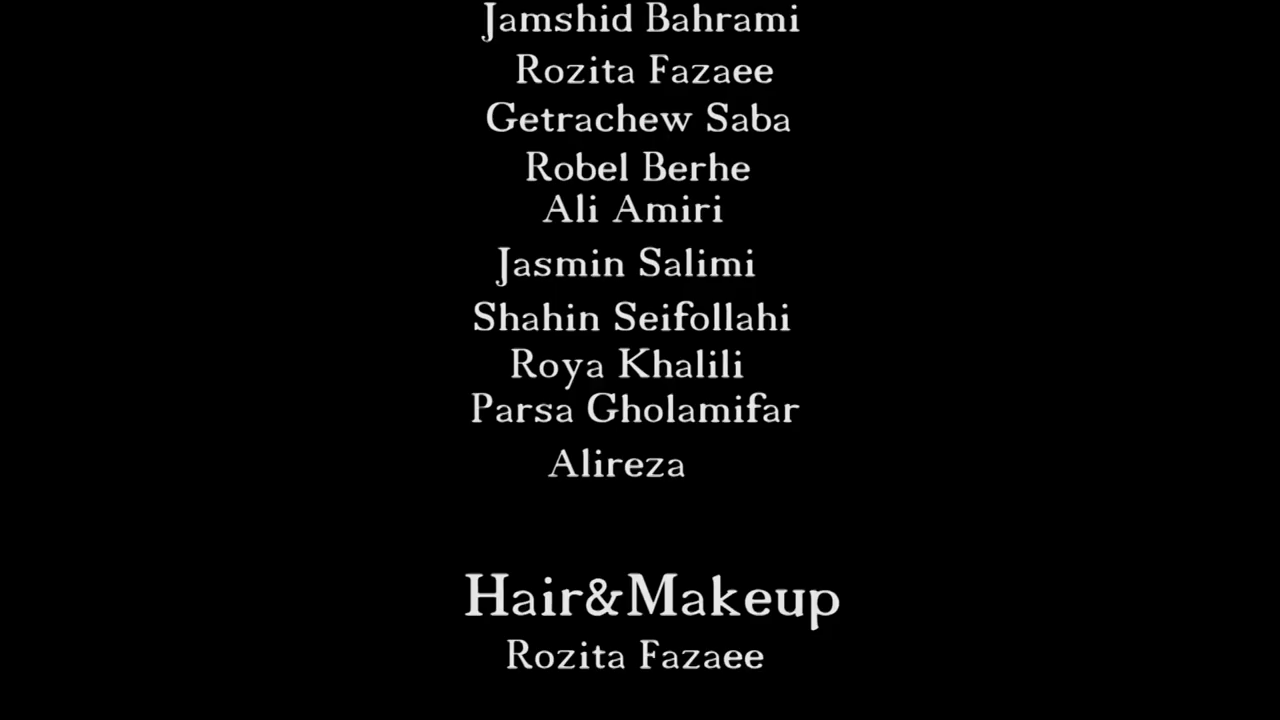 Jamshid Bahrami
Rozita Fazaee
Getrachew Saba
Robel Berhe
Ali Amiri
Jasmin Salimi
Shahin Seifollahi
Roya Khalili
Parsa Gholamifar
Alireza
Hair&Makeup
Rozita Fazaee